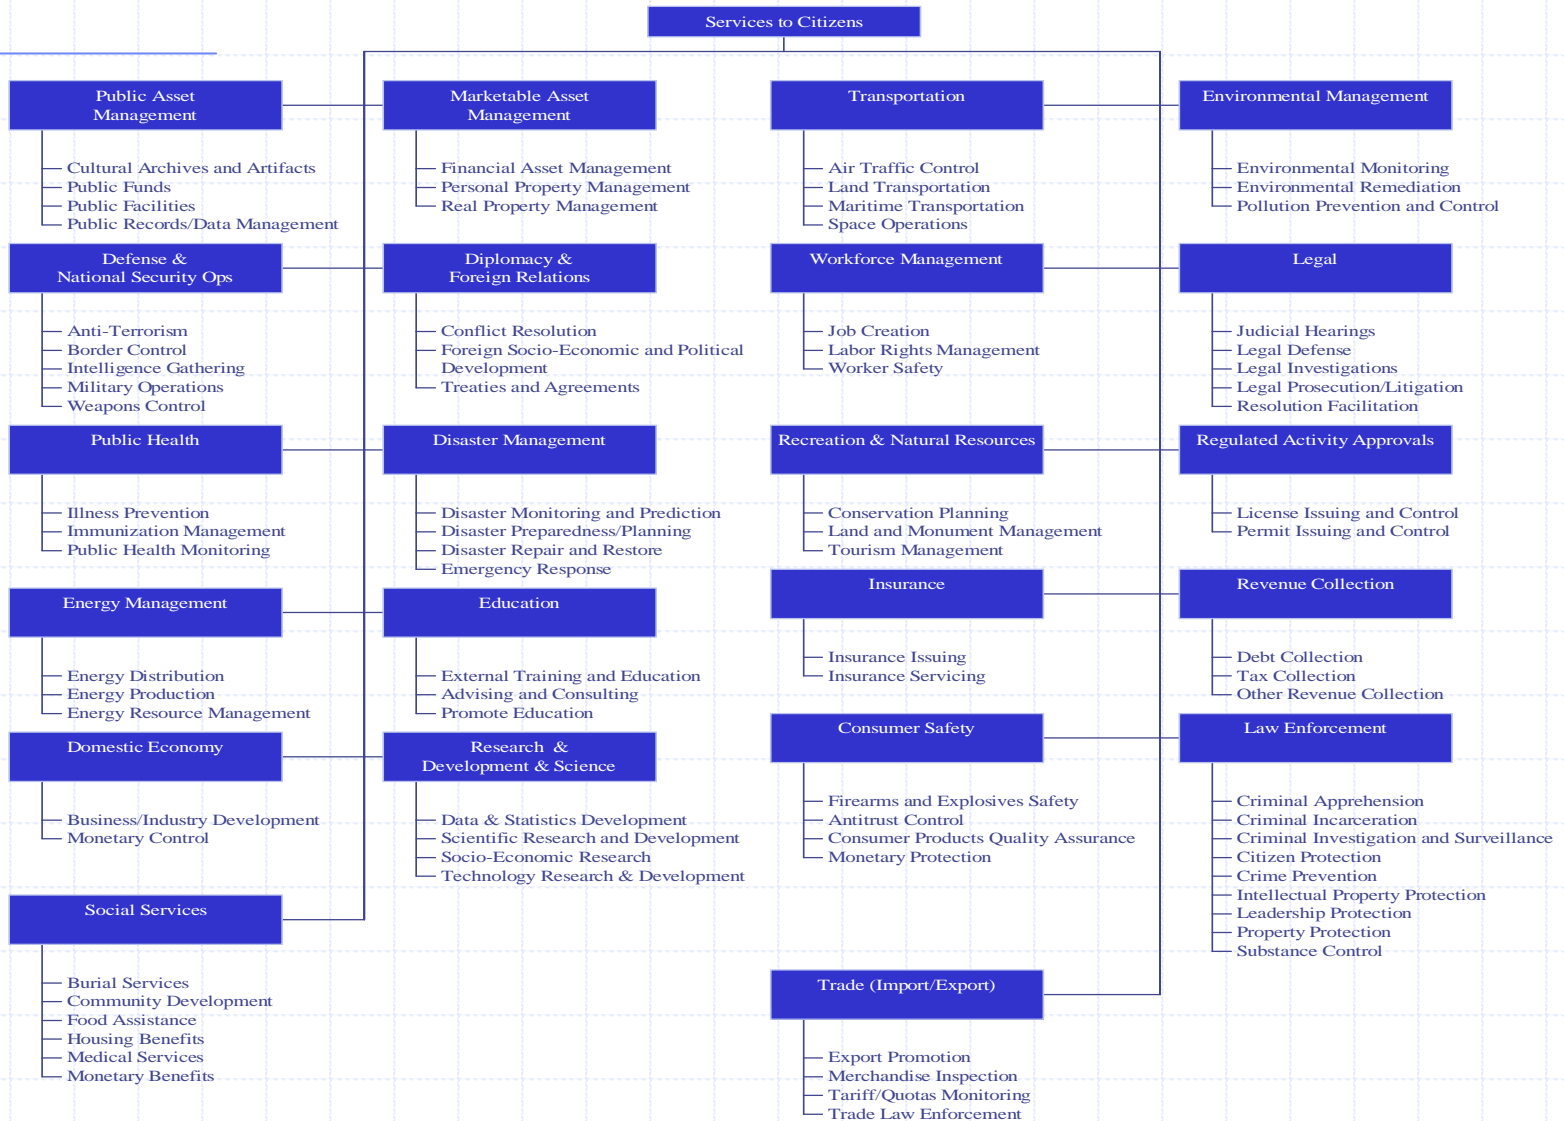 Services to Citizens
Public Asset
Management
Cultural Archives and Artifacts
Public Funds
Public Facilities
Public Records/Data Management
Marketable Asset
Management
Financial Asset Management
Personal Property Management
Real Property Management
Transportation
Air Traffic Control
Land Transportation
Maritime Transportation
Space Operations
Environmental Management
Environmental Monitoring
Environmental Remediation
Pollution Prevention and Control
Defense &
National Security Ops
Anti-Terrorism
Border Control
Intelligence Gathering
Military Operations
Weapons Control
Diplomacy &
Foreign Relations
Conflict Resolution
Foreign Socio-Economic and Political
Development
Treaties and Agreements
Workforce Management
Job Creation
Labor Rights Management
Worker Safety
Legal
Judicial Hearings
Legal Defense
Legal Investigations
Legal Prosecution/Litigation
Resolution Facilitation
Public Health
Illness Prevention
Immunization Management
Public Health Monitoring
Disaster Management
Disaster Monitoring and Prediction
Disaster Preparedness/Planning
Disaster Repair and Restore
Emergency Response
Recreation & Natural Resources
Conservation Planning
Land and Monument Management
Tourism Management
Regulated Activity Approvals
License Issuing and Control
Permit Issuing and Control
Energy Management
Energy Distribution
Energy Production
Energy Resource Management
Education
External Training and Education
Advising and Consulting
Promote Education
Insurance
Insurance Issuing
Insurance Servicing
Revenue Collection
Debt Collection
Tax Collection
Other Revenue Collection
Domestic Economy
Business/Industry Development
Monetary Control
Research &
Development & Science
Data & Statistics Development
Scientific Research and Development
Socio-Economic Research
Technology Research & Development
Consumer Safety
Firearms and Explosives Safety
Antitrust Control
Consumer Products Quality Assurance
Monetary Protection
Law Enforcement
Criminal Apprehension
Criminal Incarceration
Criminal Investigation and Surveillance
Citizen Protection
Crime Prevention
Intellectual Property Protection
Leadership Protection
Property Protection
Substance Control
Social Services
Burial Services
Community Development
Food Assistance
Housing Benefits
Medical Services
Monetary Benefits
Trade (Import/Export)
Export Promotion
Merchandise Inspection
Tariff/Quotas Monitoring
Trade Law Enforcement